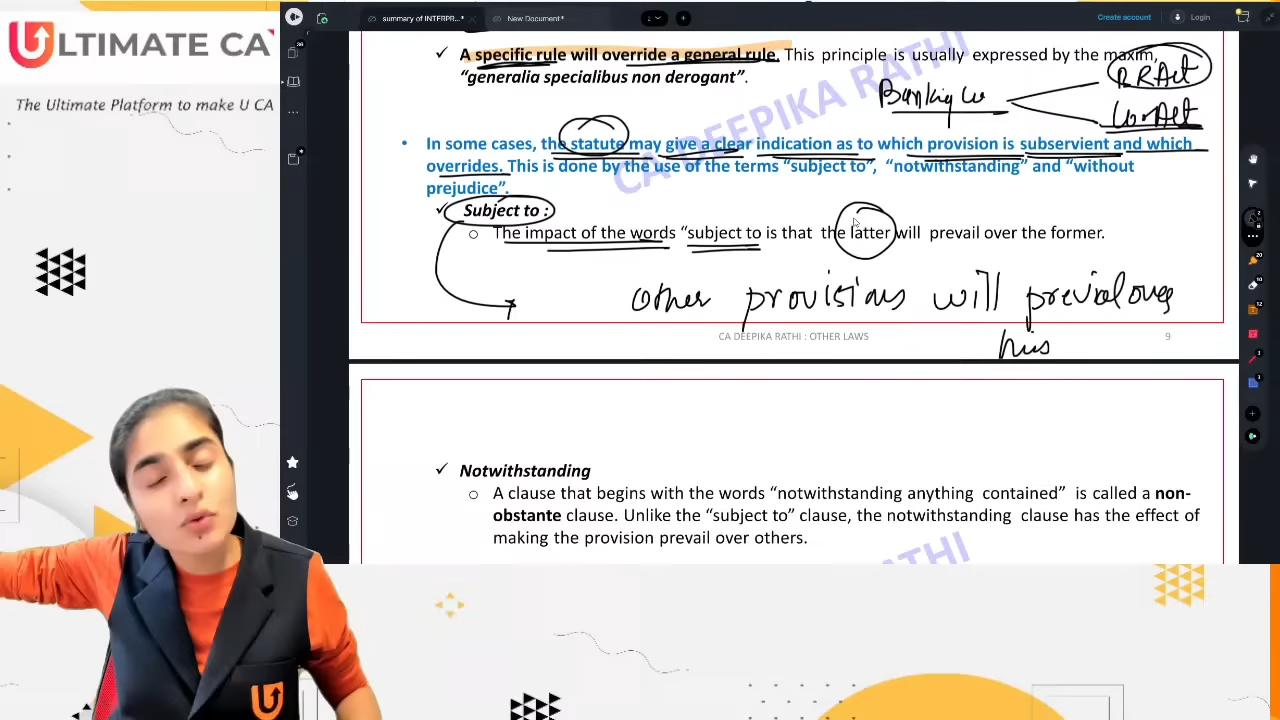 summary of INTERPR...*
New Document*
Create account
Login
ULTIMATE CA
The Ultimate Platform to make U CA
✓ A specific rule will override a general rule. This principle is usually expressed by the maxim,
"generalia specialibus non derogant".
Banking Co
B.R.Act
Co. Act
• In some cases, the statute may give a clear indication as to which provision is subservient and which
overrides. This is done by the use of the terms "subject to", "notwithstanding" and "without
prejudice".
✓ Subject to :
o The impact of the words "subject to is that the latter will prevail over the former.
other provisions will
CA DEEPIKA RATHI : OTHER LAWS
9
✓ Notwithstanding
o A clause that begins with the words "notwithstanding anything contained" is called a non-
obstante clause. Unlike the "subject to" clause, the notwithstanding clause has the effect of
making the provision prevail over others.
CA DEEPIKA RATHI
RATHI